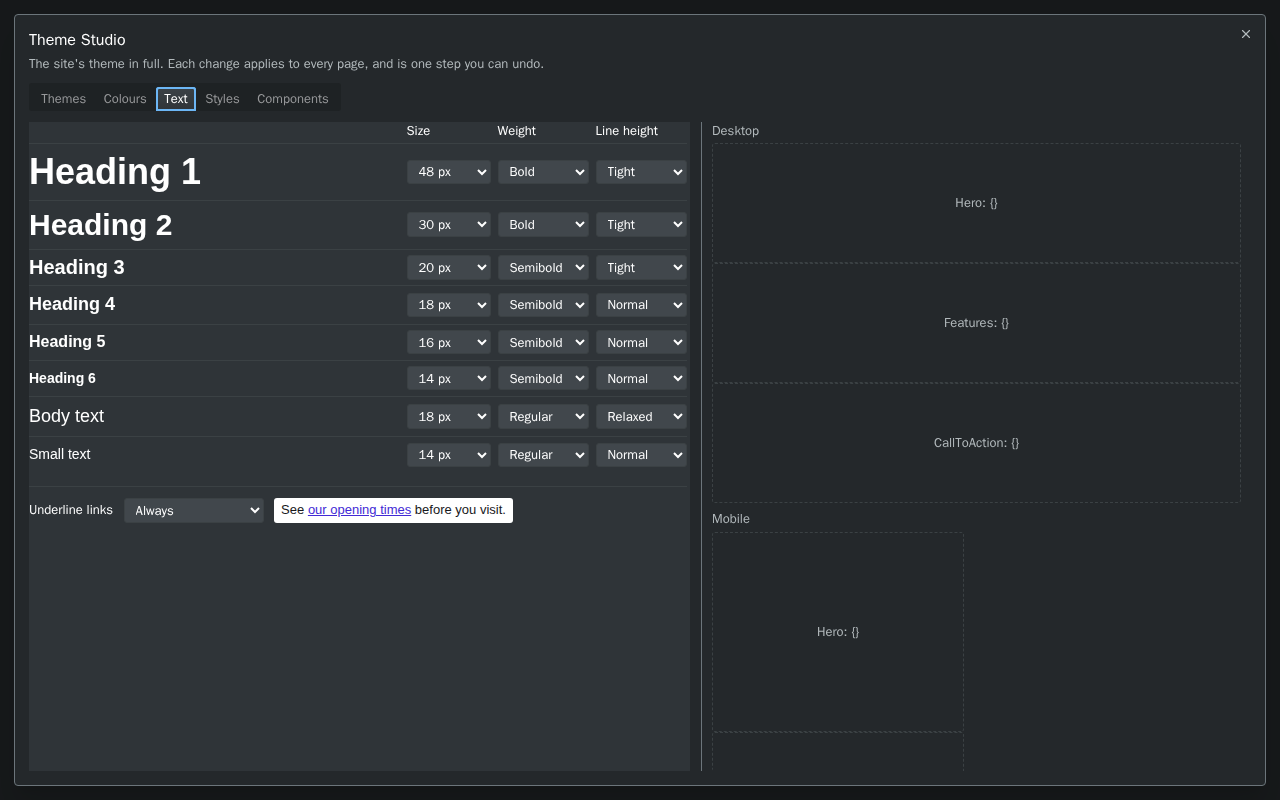 Theme Studio
×
The site's theme in full. Each change applies to every page, and is one step you can undo.
Themes Colours Text Styles Components
Size Weight Line height
Heading 1 48 px Bold Tight
Heading 2 30 px Bold Tight
Heading 3 20 px Semibold Tight
Heading 4 18 px Semibold Normal
Heading 5 16 px Semibold Normal
Heading 6 14 px Semibold Normal
Body text 18 px Regular Relaxed
Small text 14 px Regular Normal
Underline links Always See our opening times before you visit.
Desktop
Hero: {}
Features: {}
CallToAction: {}
Mobile
Hero: {}